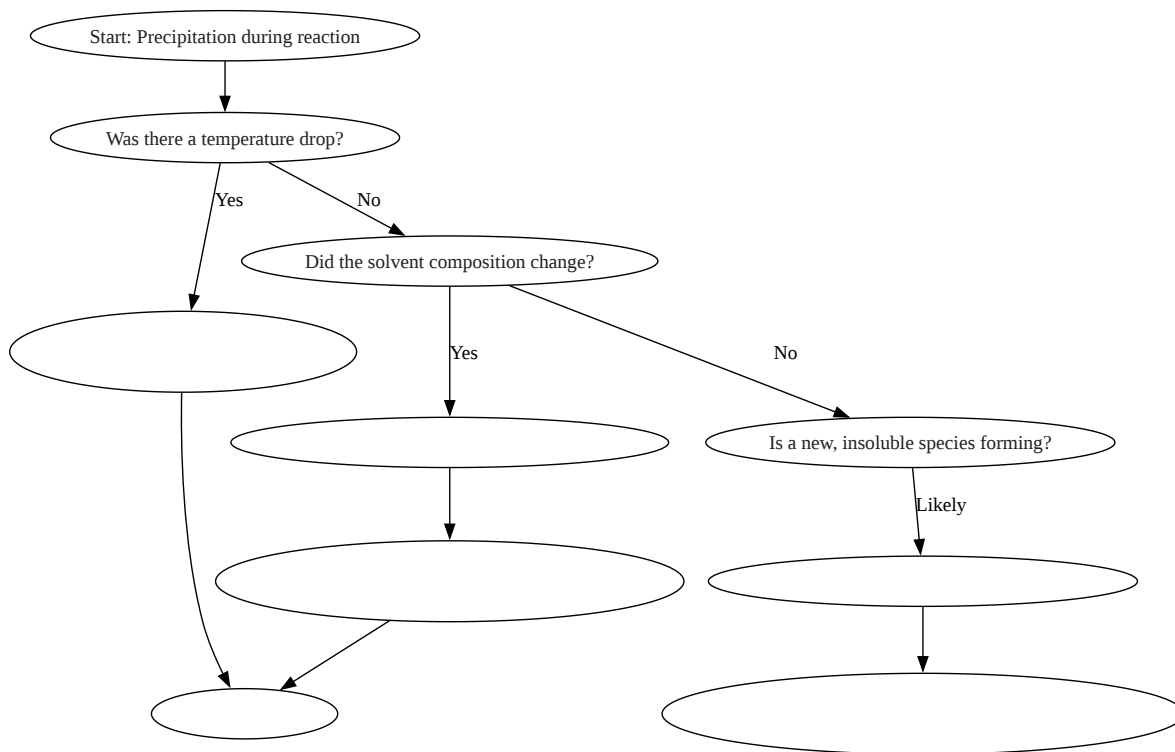 Start: Precipitation during reaction
Was there a temperature drop?
Yes
No
Did the solvent composition change?
Yes
No
Is a new, insoluble species forming?
Likely